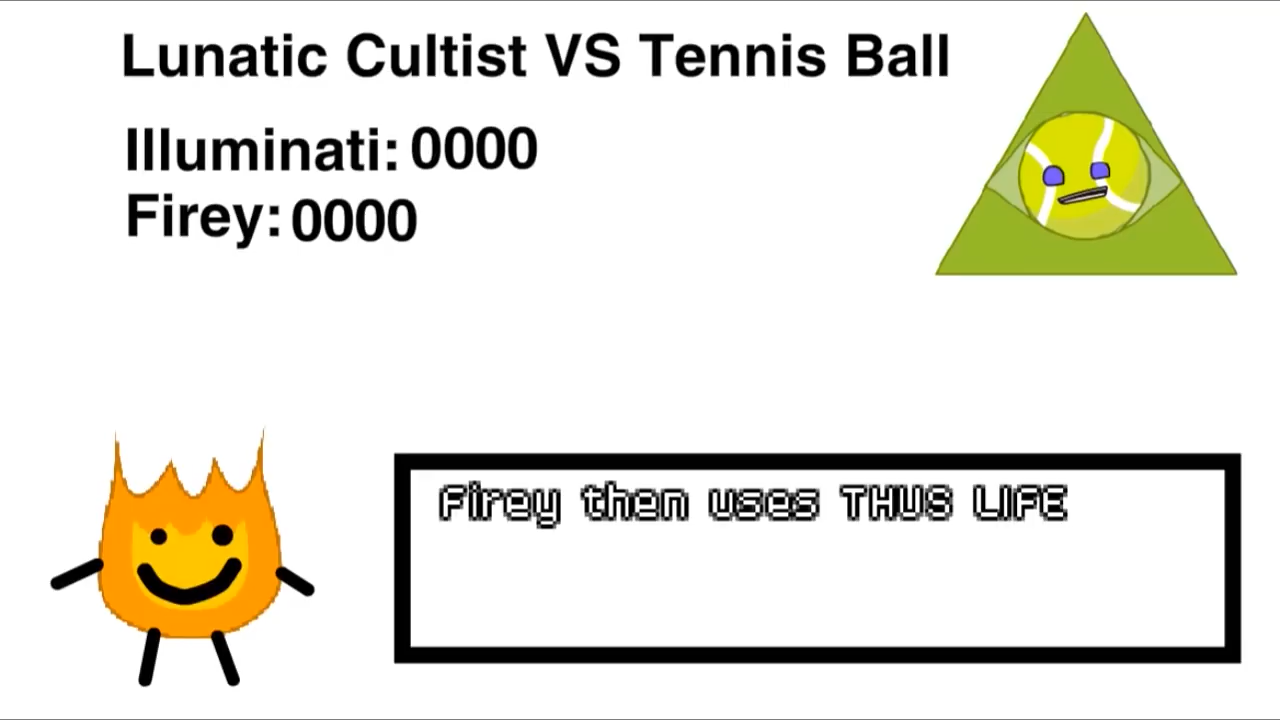 Lunatic Cultist VS Tennis Ball
Illuminati: 0000
Firey: 0000
Firey then uses THUS LIFE